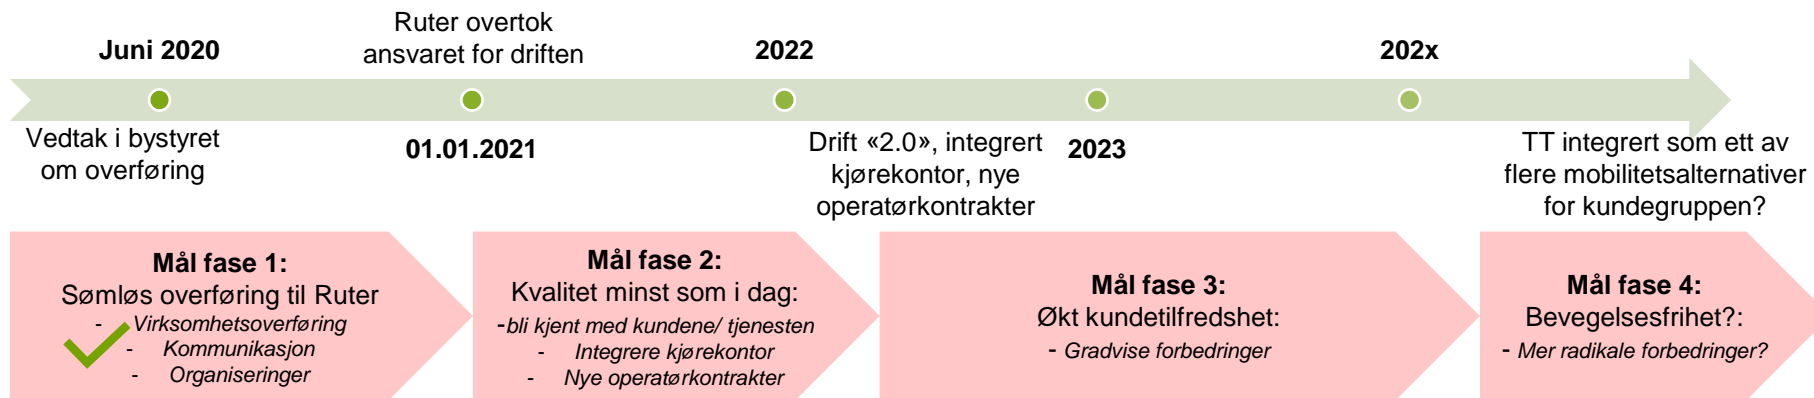 Juni 2020
Vedtak i bystyret
om overføring
Ruter overtok
ansvaret for driften
01.01.2021
2022
Drift «2.0», integrert
kjørekontor, nye
operatørkontrakter
2023
202x
TT integrert som ett av
flere mobilitetsalternativer
for kundegruppen?
Mål fase 1:
Sømløs overføring til Ruter
- Virksomhetsoverføring
- Kommunikasjon
- Organiseringer
Mål fase 2:
Kvalitet minst som i dag:
-bli kjent med kundene/ tjenesten
- Integrere kjørekontor
- Nye operatørkontrakter
Mål fase 3:
Økt kundetilfredshet:
- Gradvise forbedringer
Mål fase 4:
Bevegelsesfrihet?:
- Mer radikale forbedringer?